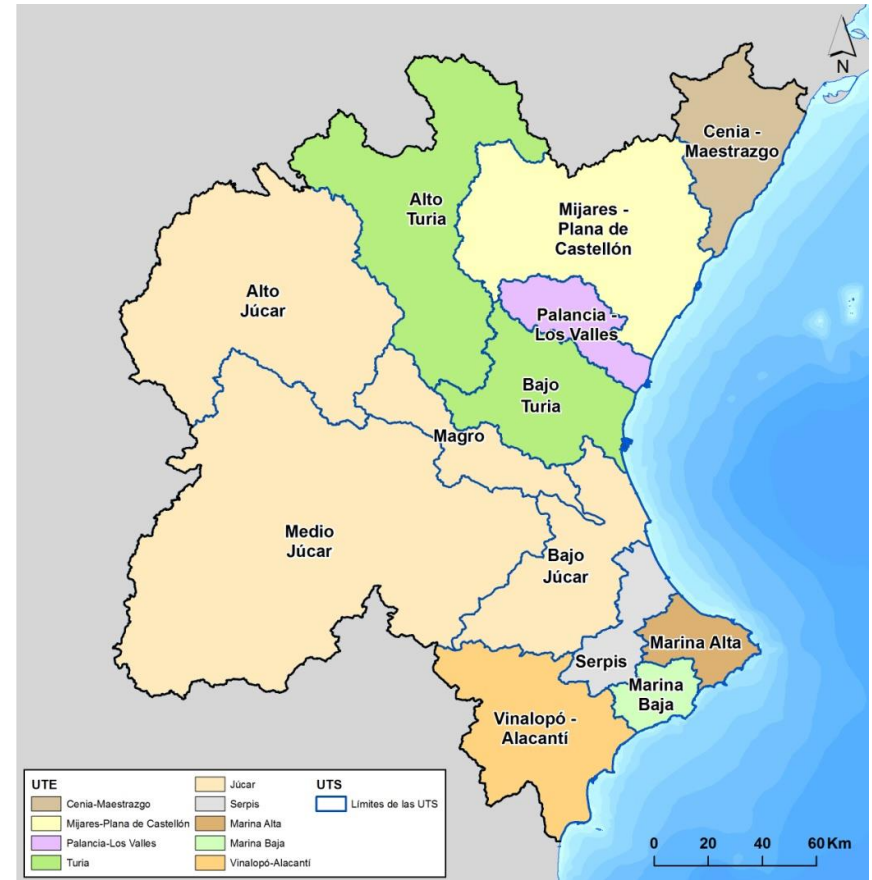 N
Cenia -
Maestrazgo
Alto
Turia
Mijares -
Plana de
Castellón
Alto
Júcar
Palancia -
Los Valles
Bajo
Turia
Magro
Medio
Júcar
Bajo
Júcar
Marina Alta
Serpis
Marina
Baja
Vinalopó -
Alacantí
UTE
Cenia-Maestrazgo
Mijares-Plana de Castellón
Palancia-Los Valles
Turia
Júcar
Serpis
Marina Alta
Marina Baja
Vinalopó-Alacantí
UTS
Límites de las UTS
0 20 40 60 Km